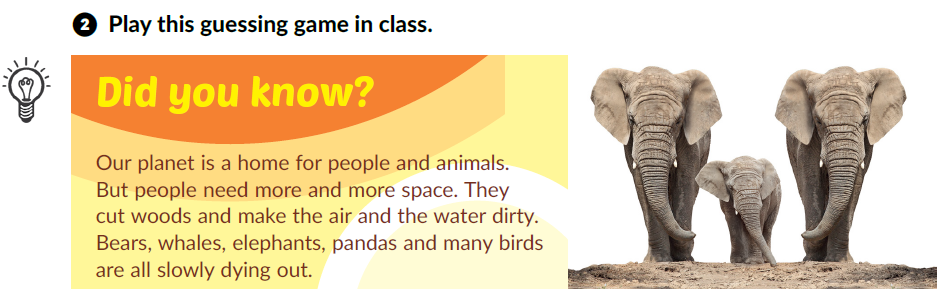 2 Play this guessing game in class.
Did you know?
Our planet is a home for people and animals.
But people need more and more space. They
cut woods and make the air and the water dirty.
Bears, whales, elephants, pandas and many birds
are all slowly dying out.